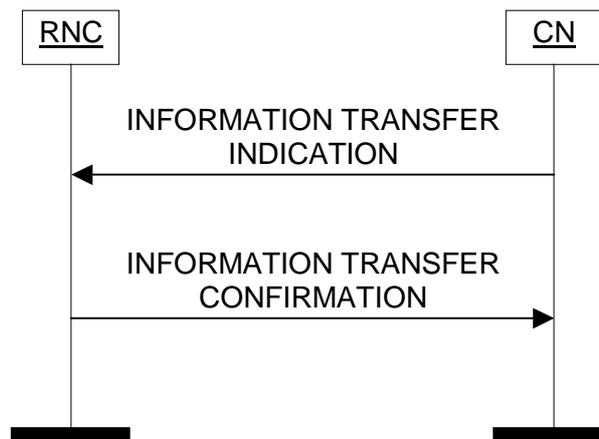 RNC
CN
INFORMATION TRANSFER
INDICATION
INFORMATION TRANSFER
CONFIRMATION